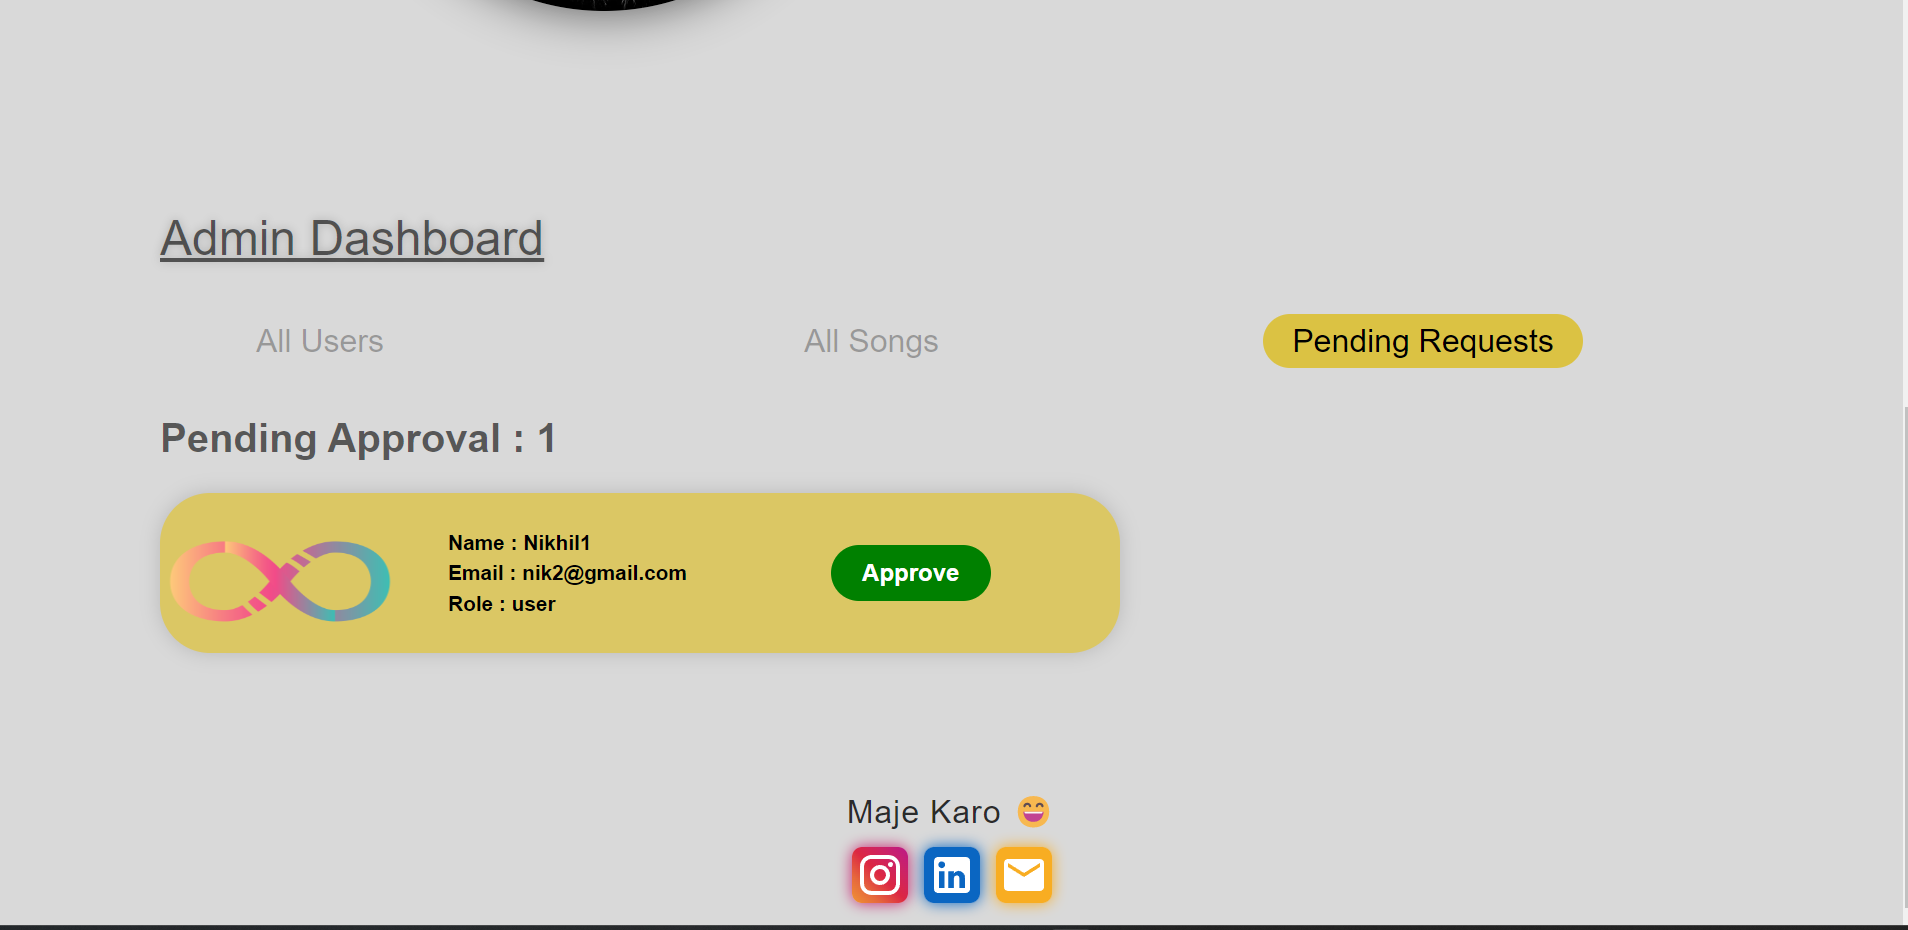 Admin Dashboard
All Users
All Songs
Pending Requests
Pending Approval : 1
Name : Nikhil1
Email : nik2@gmail.com
Role : user
Approve
Maje Karo 😄
in